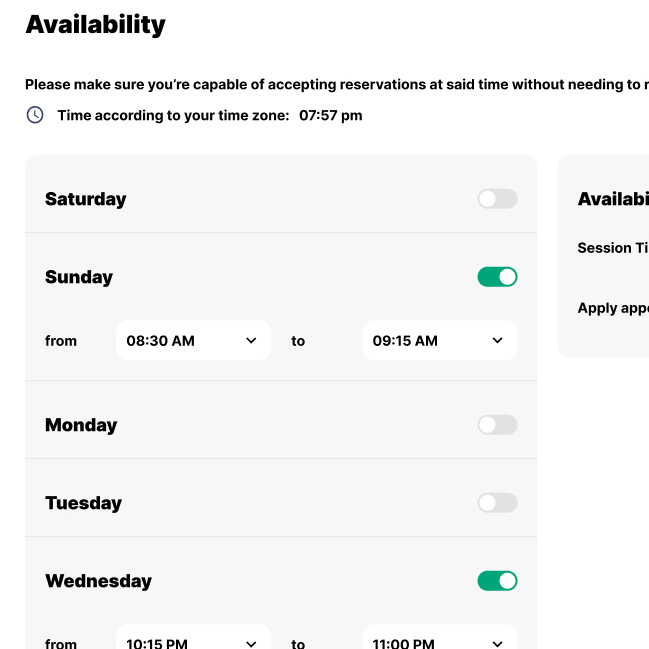 Availability
Please make sure you're capable of accepting reservations at said time without needing to
Time according to your time zone: 07:57 pm
Saturday
Sunday
from 08:30 AM to 09:15 AM
Monday
Tuesday
Wednesday
from 10:15 PM to 11:00 PM
Availabi
Session Ti
Apply appo